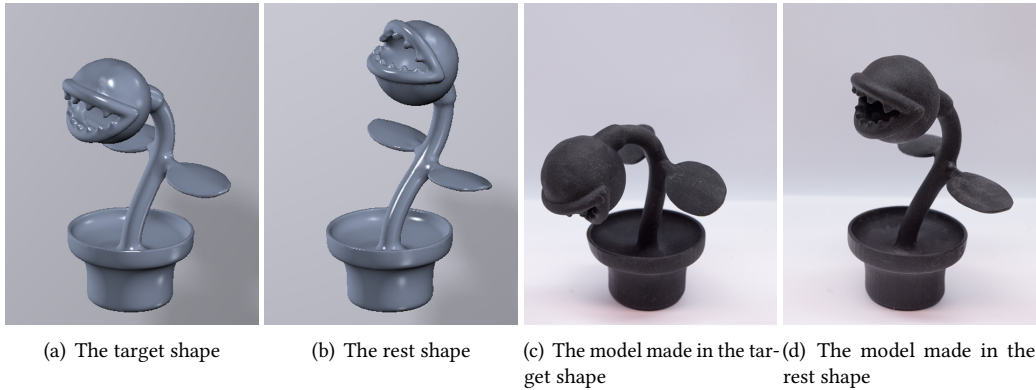 (a) The target shape
(b) The rest shape
(c) The model made in the tar-
get shape
(d) The model made in the
rest shape